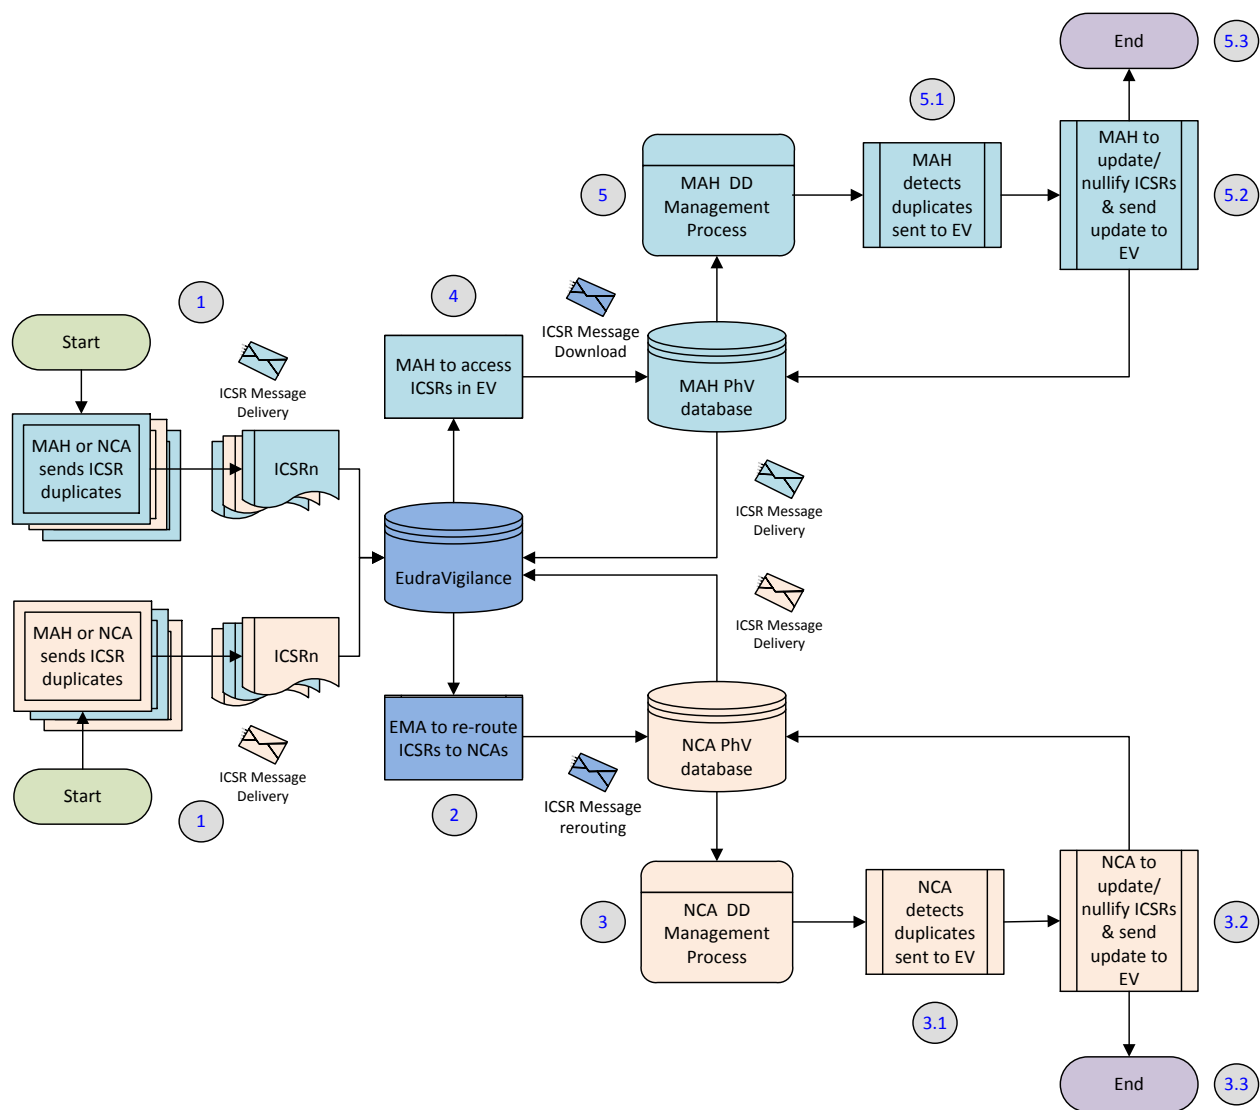 End
5.3
5.1
MAH
detects
duplicates
sent to EV
MAH to
update/
nullify ICSRs
& send
update to
EV
5.2
5
MAH DD
Management
Process
1
4
ICSR Message
Download
Start
ICSR Message
Delivery
MAH to access
ICSRs in EV
MAH PhV
database
MAH or NCA
sends ICSR
duplicates
ICSRn
ICSR Message
Delivery
EudraVigilance
ICSR Message
Delivery
MAH or NCA
sends ICSR
duplicates
ICSRn
EMA to re-route
ICSRs to NCAs
NCA PhV
database
ICSR Message
Delivery
Start
1
2
ICSR Message
rerouting
3
NCA DD
Management
Process
NCA
detects
duplicates
sent to EV
NCA to
update/
nullify ICSRs
& send
update to
EV
3.2
3.1
End
3.3